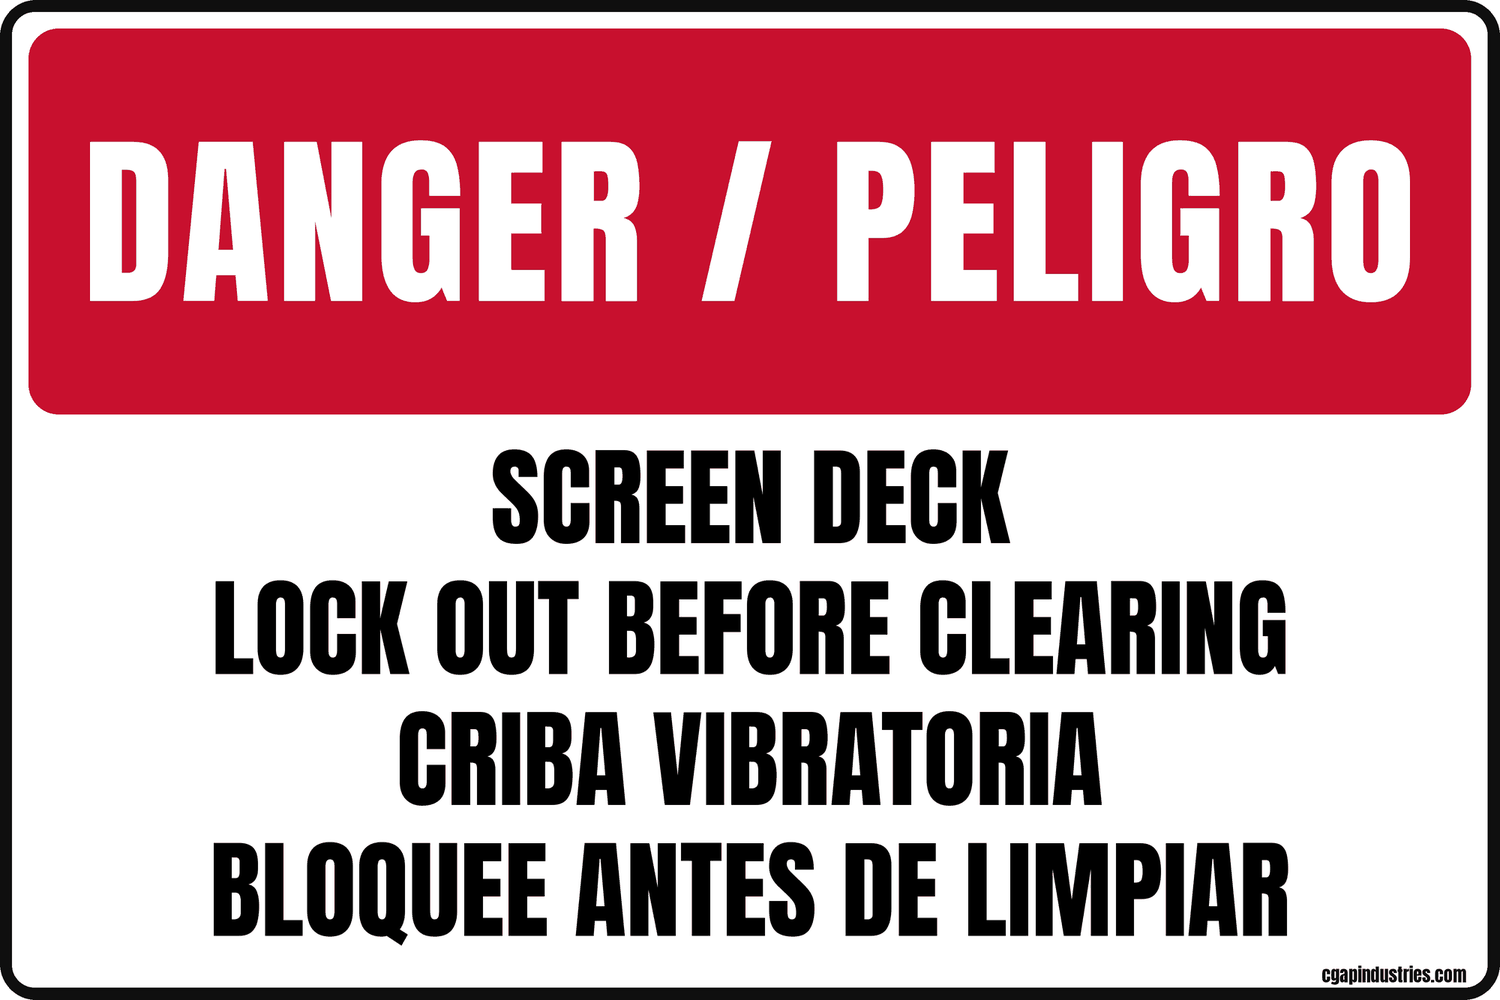 DANGER / PELIGRO
SCREEN DECK
LOCK OUT BEFORE CLEARING
CRIBA VIBRATORIA
BLOQUEE ANTES DE LIMPIAR
cgapindustries.com